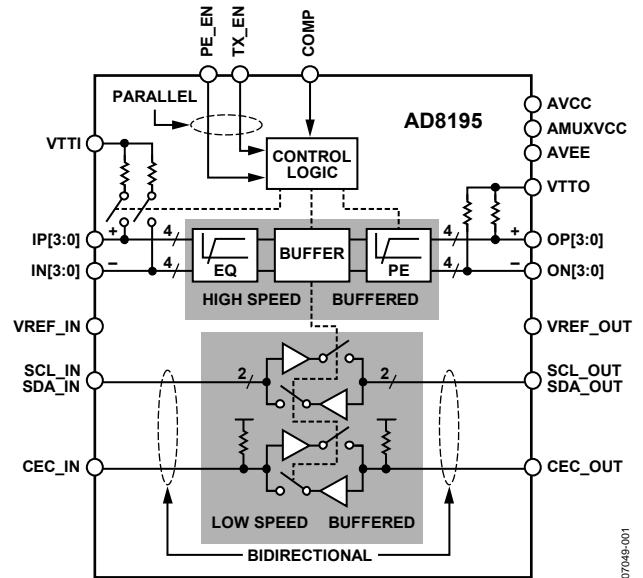 PE_EN
TX_EN
COMP
PARALLEL
AD8195
AVCC
AMUXVCC
AVEE
VTTI
CONTROL
LOGIC
VTTO
IP[3:0]
+
4
4
+
OP[3:0]
EQ
BUFFER
PE
IN[3:0]
–
4
4
–
ON[3:0]
HIGH SPEED
BUFFERED
VREF_IN
VREF_OUT
SCL_IN
SDA_IN
2
2
SCL_OUT
SDA_OUT
CEC_IN
CEC_OUT
LOW SPEED
BUFFERED
BIDIRECTIONAL
07049-001